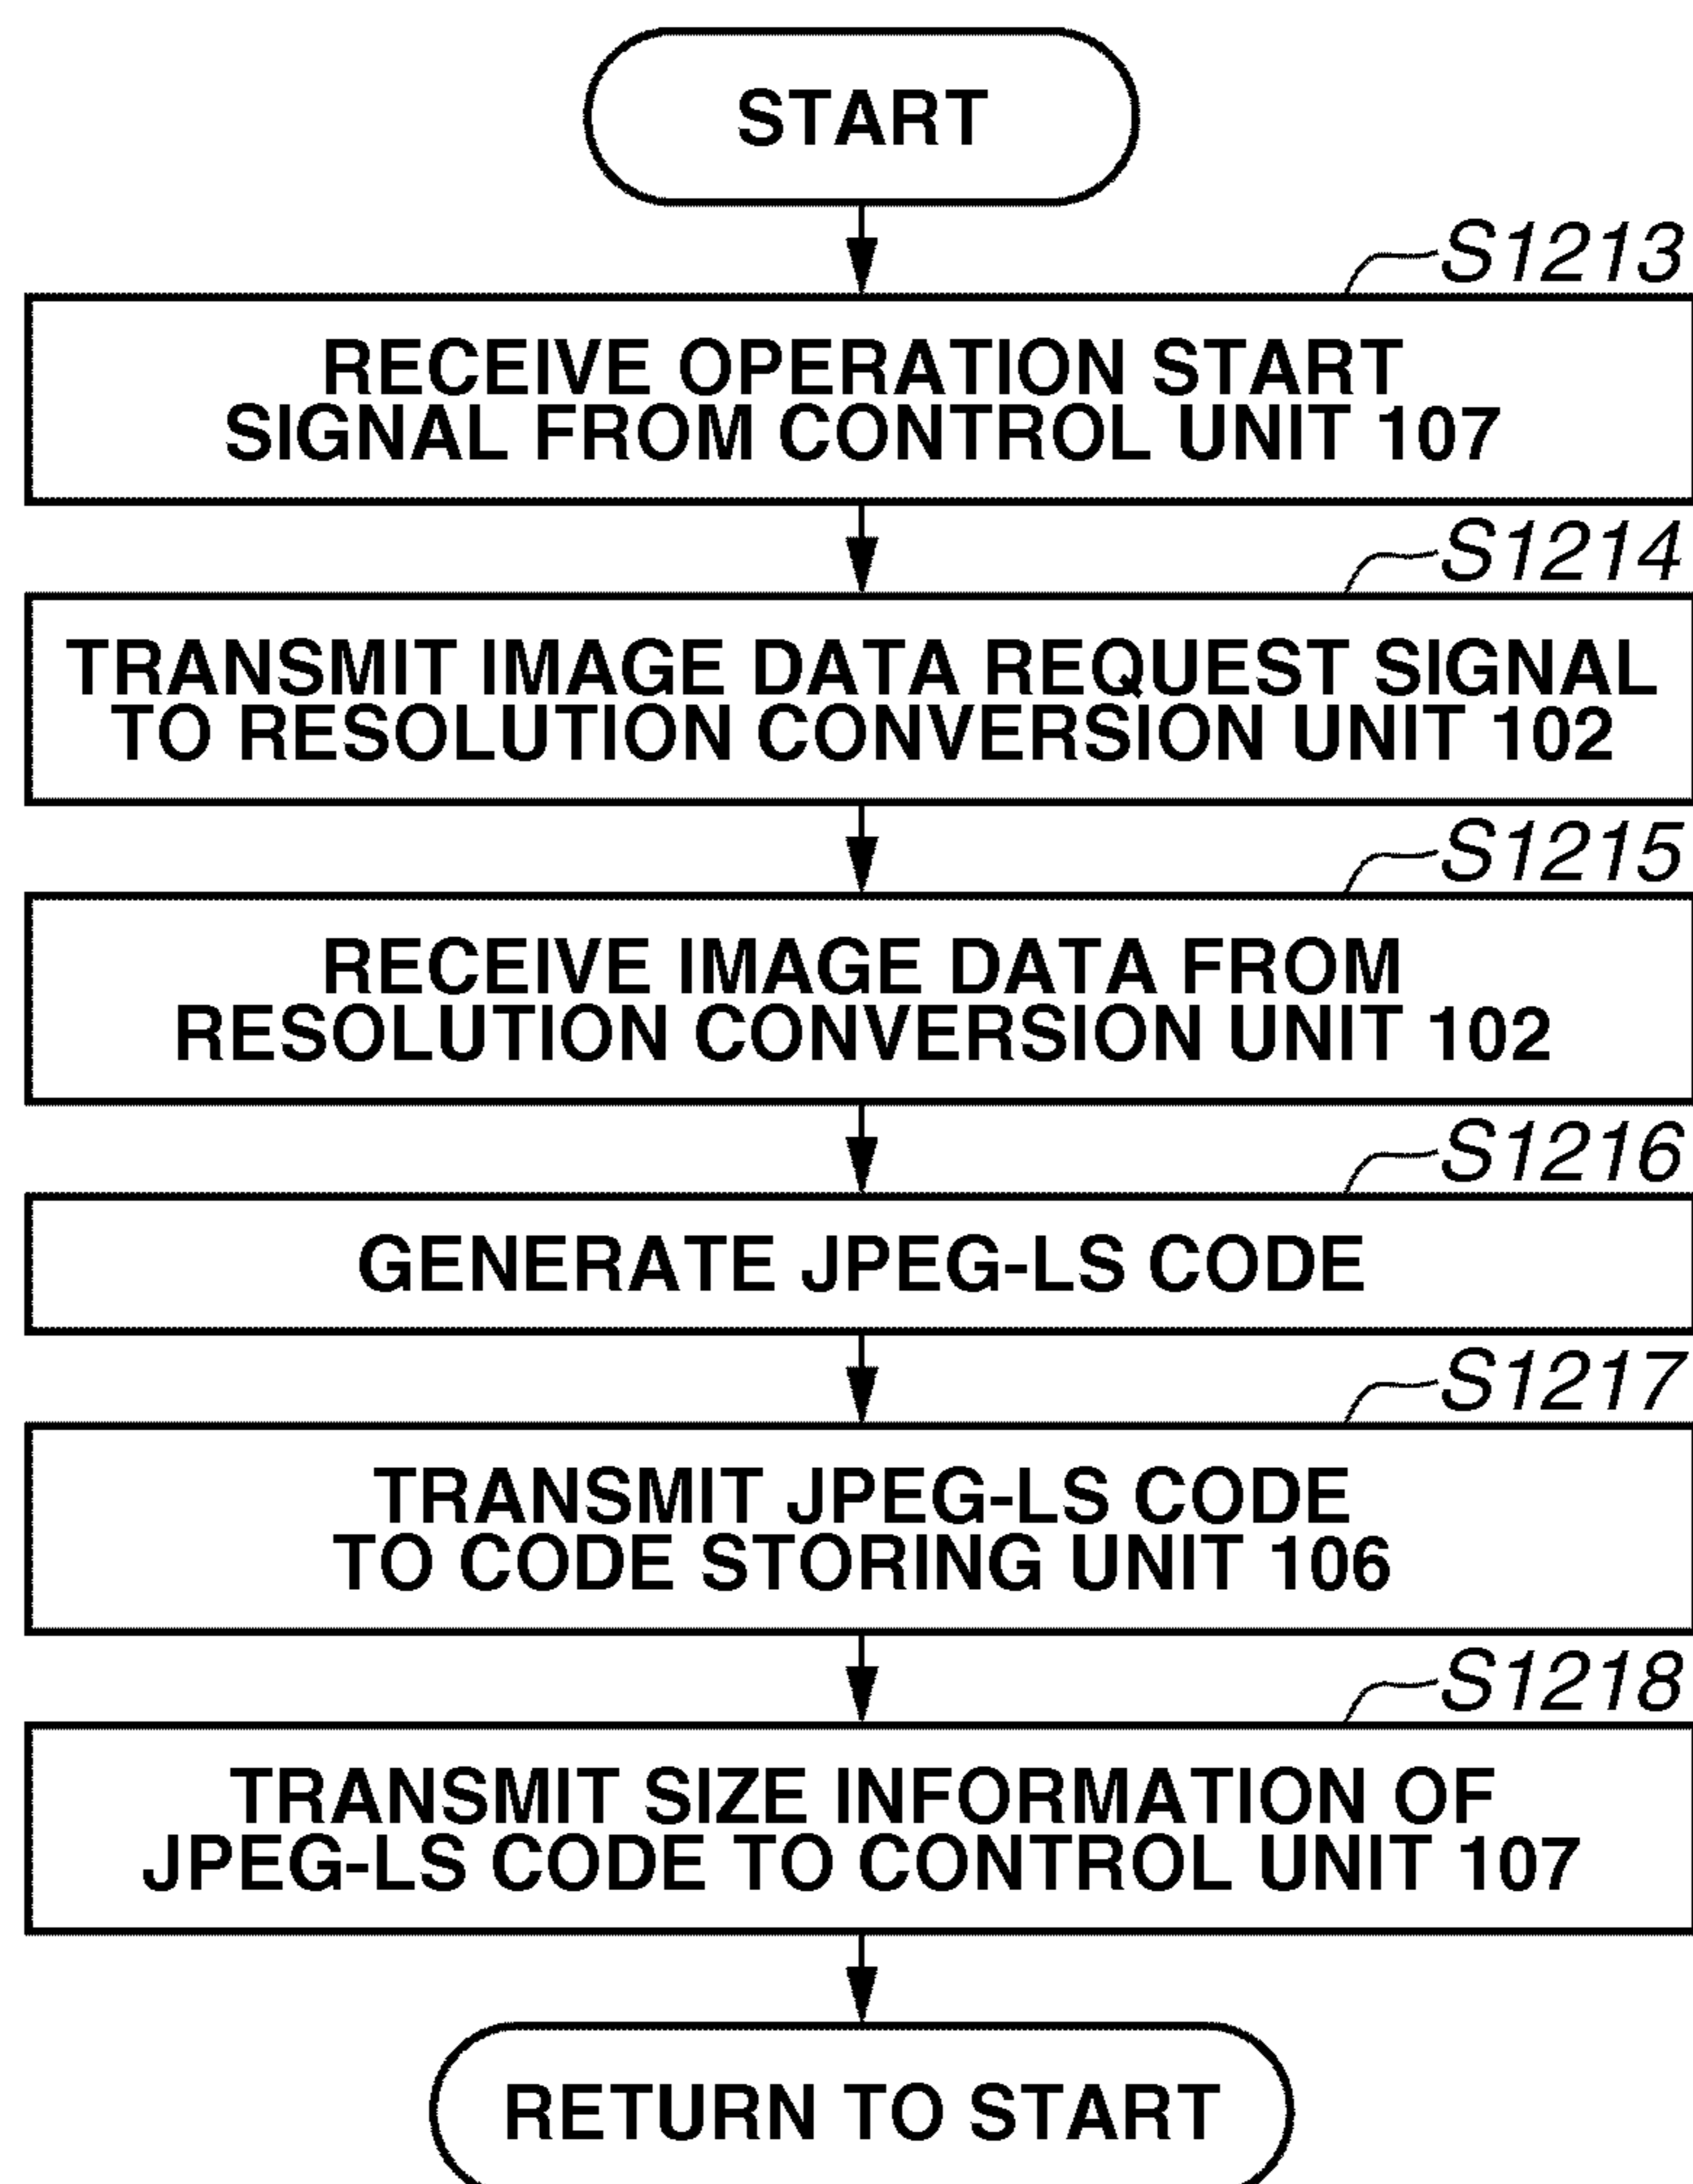 START
S1213
RECEIVE OPERATION START
SIGNAL FROM CONTROL UNIT 107
S1214
TRANSMIT IMAGE DATA REQUEST SIGNAL
TO RESOLUTION CONVERSION UNIT 102
S1215
RECEIVE IMAGE DATA FROM
RESOLUTION CONVERSION UNIT 102
S1216
GENERATE JPEG-LS CODE
S1217
TRANSMIT JPEG-LS CODE
TO CODE STORING UNIT 106
S1218
TRANSMIT SIZE INFORMATION OF
JPEG-LS CODE TO CONTROL UNIT 107
RETURN TO START